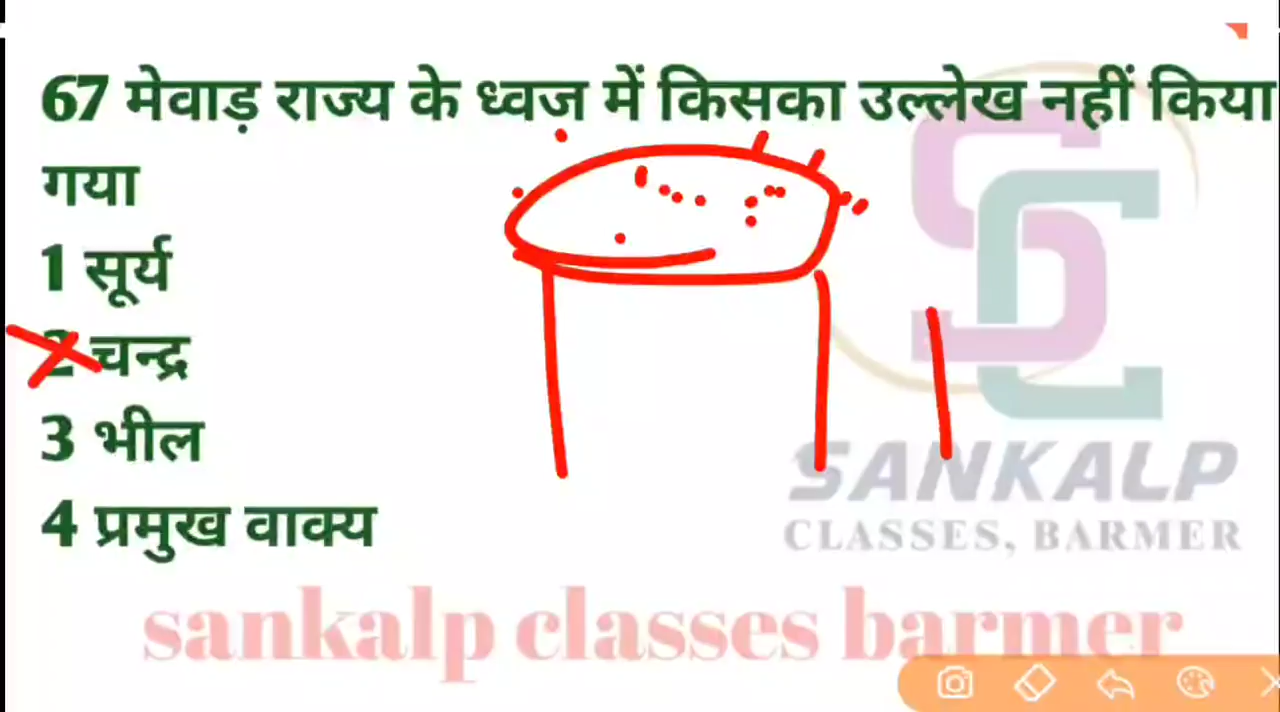 67 मेवाड़ राज्य के ध्वज में किसका उल्लेख नहीं किया
गया
1 सूर्य
2 चन्द्र
3 भील
4 प्रमुख वाक्य
SANKALP
CLASSES, BARMER
sankalp classes barmer